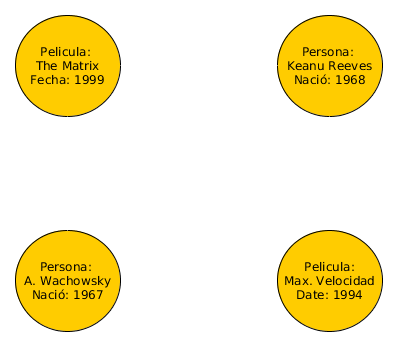 Pelicula:
The Matrix
Fecha: 1999
Persona:
Keanu Reeves
Nació: 1968
Persona:
A. Wachowsky
Nació: 1967
Pelicula:
Max. Velocidad
Date: 1994